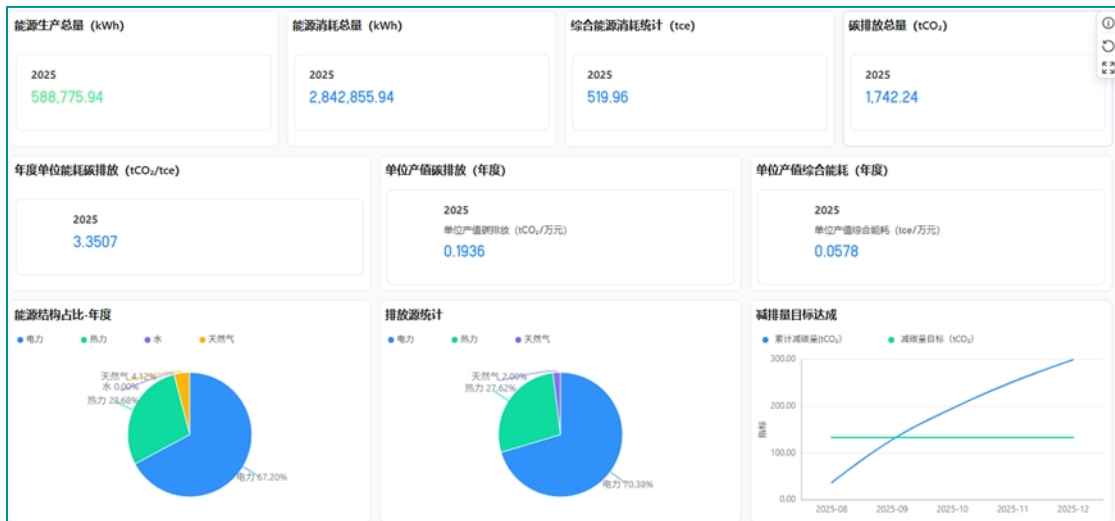 能源生产总量（kWh）
2025
588,775.94
能源消耗总量（kWh）
2025
2,842,855.94
综合能源消耗统计（tce）
2025
519.96
碳排放总量（tCO₂）
2025
1,742.24
年度单位能耗碳排放（tCO₂/tce）
2025
3.3507
单位产值碳排放（年度）
2025
单位产值碳排放（tCO₂/万元）
0.1936
单位产值综合能耗（年度）
2025
单位产值综合能耗（tce/万元）
0.0578
能源结构占比-年度
电力 热力 水 天然气
天然气 4.12%
水 0.00%
热力 28.68%
电力 67.20%
排放源统计
电力 热力 天然气
天然气 2.00%
热力 27.62%
电力 70.38%
减排量目标达成
累计减碳量(tCO₂) 减碳量目标（tCO₂）
指标
300.00
200.00
100.00
0.00
2025-08 2025-09 2025-10 2025-11 2025-12